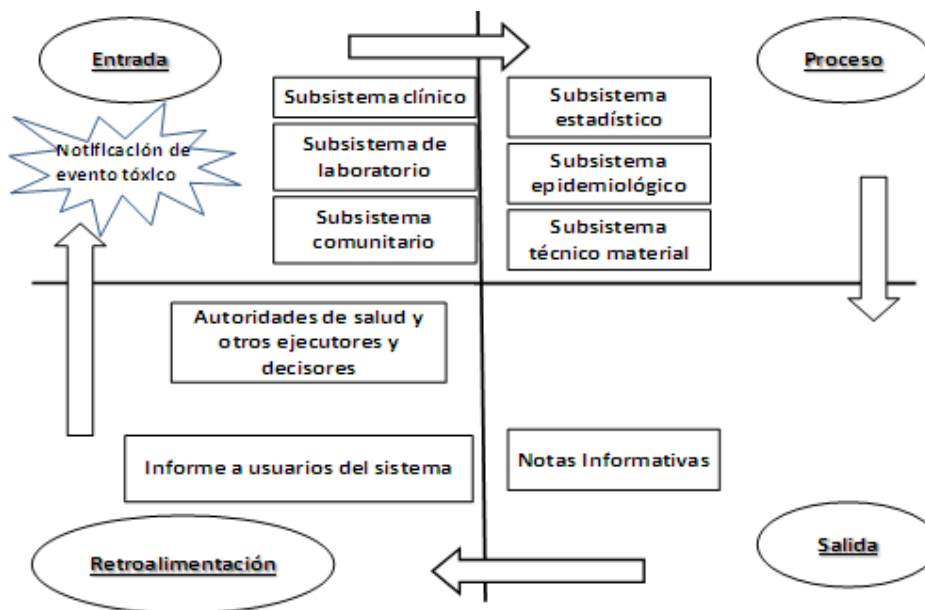 Entrada
Proceso
Notificación de
evento tóxico
Subsistema clínico
Subsistema de
laboratorio
Subsistema
comunitario
Subsistema
estadístico
Subsistema
epidemiológico
Subsistema
técnico material
Autoridades de salud y
otros ejecutores y
decisores
Informe a usuarios del sistema
Notas Informativas
Retroalimentación
Salida